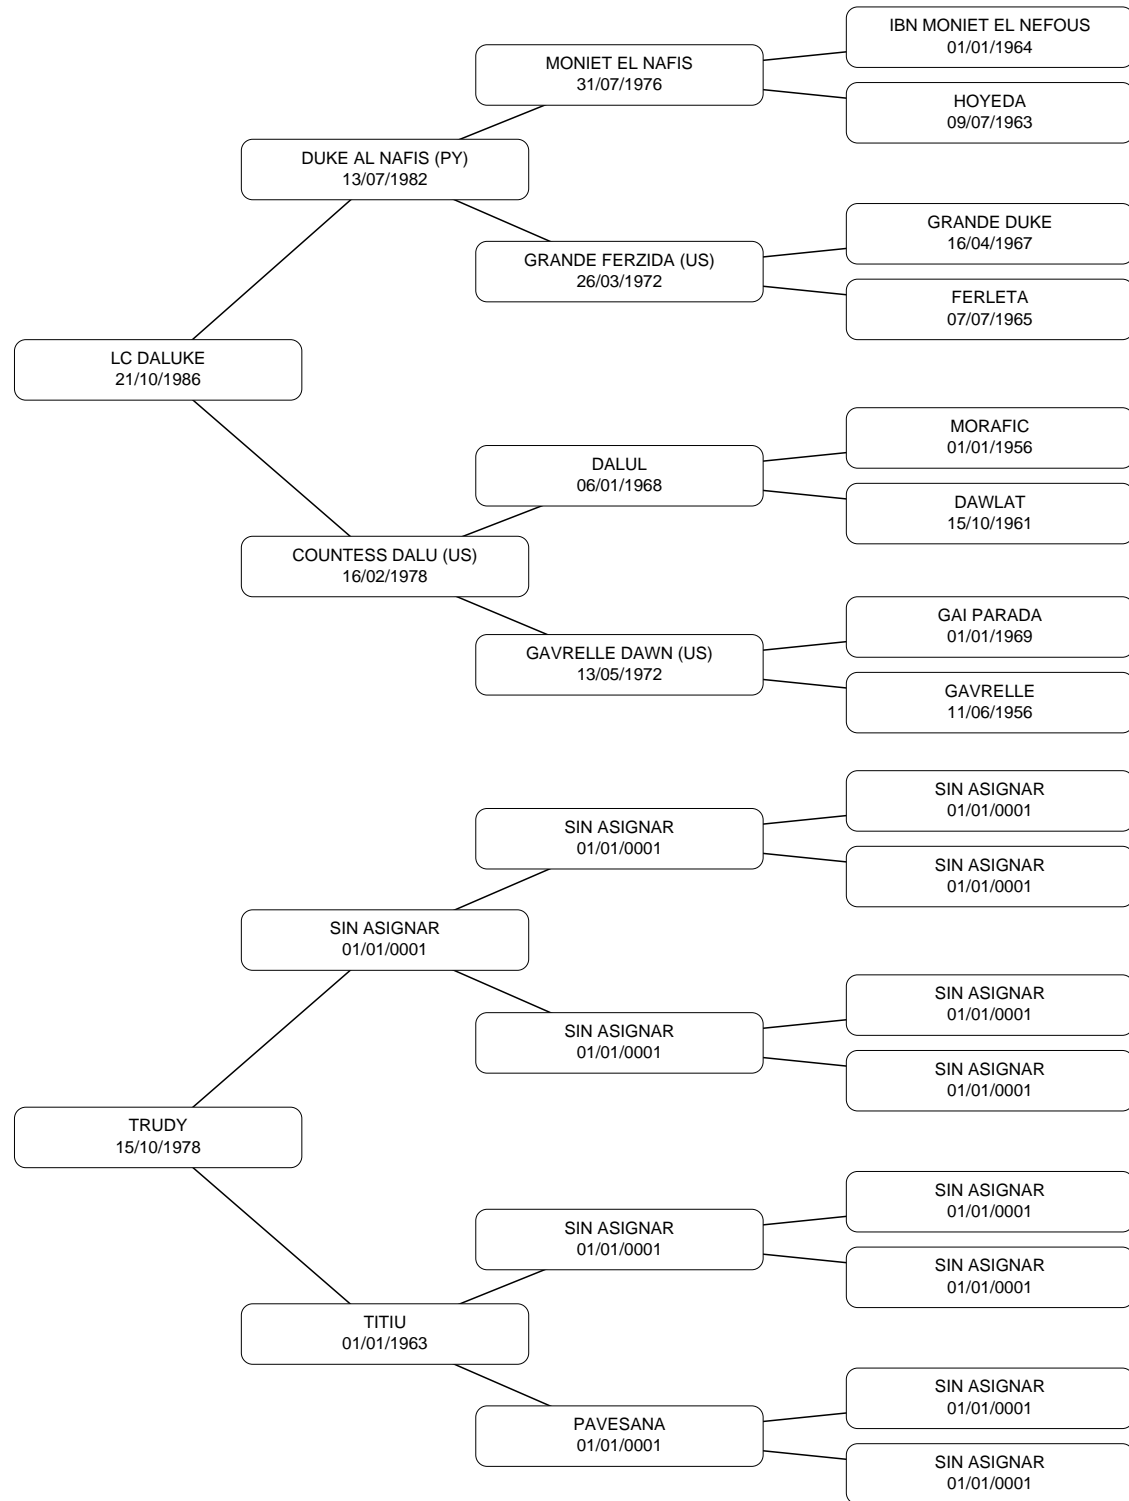 IBN MONIET EL NEFOUS
01/01/1964
MONIET EL NAFIS
31/07/1976
HOYEDA
09/07/1963
DUKE AL NAFIS (PY)
13/07/1982
GRANDE DUKE
16/04/1967
GRANDE FERZIDA (US)
26/03/1972
FERLETA
07/07/1965
LC DALUKE
21/10/1986
MORAFIC
01/01/1956
DALUL
06/01/1968
DAWLAT
15/10/1961
COUNTESS DALU (US)
16/02/1978
GAI PARADA
01/01/1969
GAVRELLE DAWN (US)
13/05/1972
GAVRELLE
11/06/1956
SIN ASIGNAR
01/01/0001
SIN ASIGNAR
01/01/0001
SIN ASIGNAR
01/01/0001
SIN ASIGNAR
01/01/0001
SIN ASIGNAR
01/01/0001
SIN ASIGNAR
01/01/0001
SIN ASIGNAR
01/01/0001
TRUDY
15/10/1978
SIN ASIGNAR
01/01/0001
SIN ASIGNAR
01/01/0001
SIN ASIGNAR
01/01/0001
TITIU
01/01/1963
SIN ASIGNAR
01/01/0001
PAVESANA
01/01/0001
SIN ASIGNAR
01/01/0001